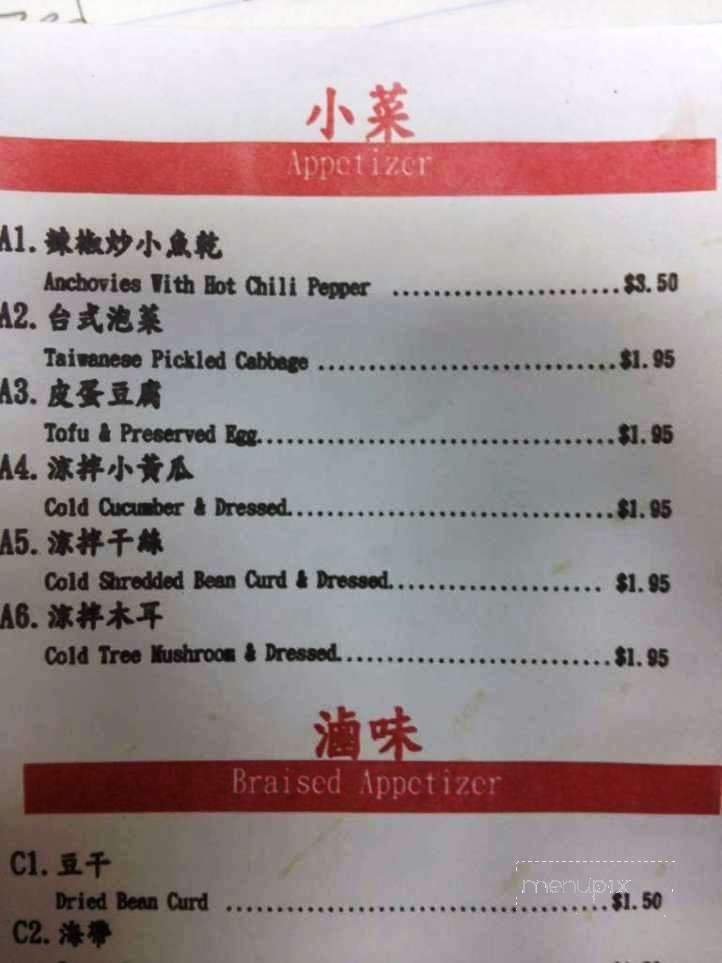 小菜
Appetizer
A1. 辣椒炒小魚乾
Anchovies With Hot Chili Pepper ......................$3.50
A2. 台式泡菜
Taiwanese Pickled Cabbage .............................$1.95
A3. 皮蛋豆腐
Tofu & Preserved Egg...................................$1.95
A4. 涼拌小黃瓜
Cold Cucumber & Dressed................................$1.95
A5. 涼拌干絲
Cold Shredded Bean Curd & Dressed..................... $1.95
A6. 涼拌木耳
Cold Tree Mushroom & Dressed...........................$1.95
滷味
Braised Appetizer
C1. 豆干
Dried Bean Curd ......................................$1.50
menupix
C2. 海帶